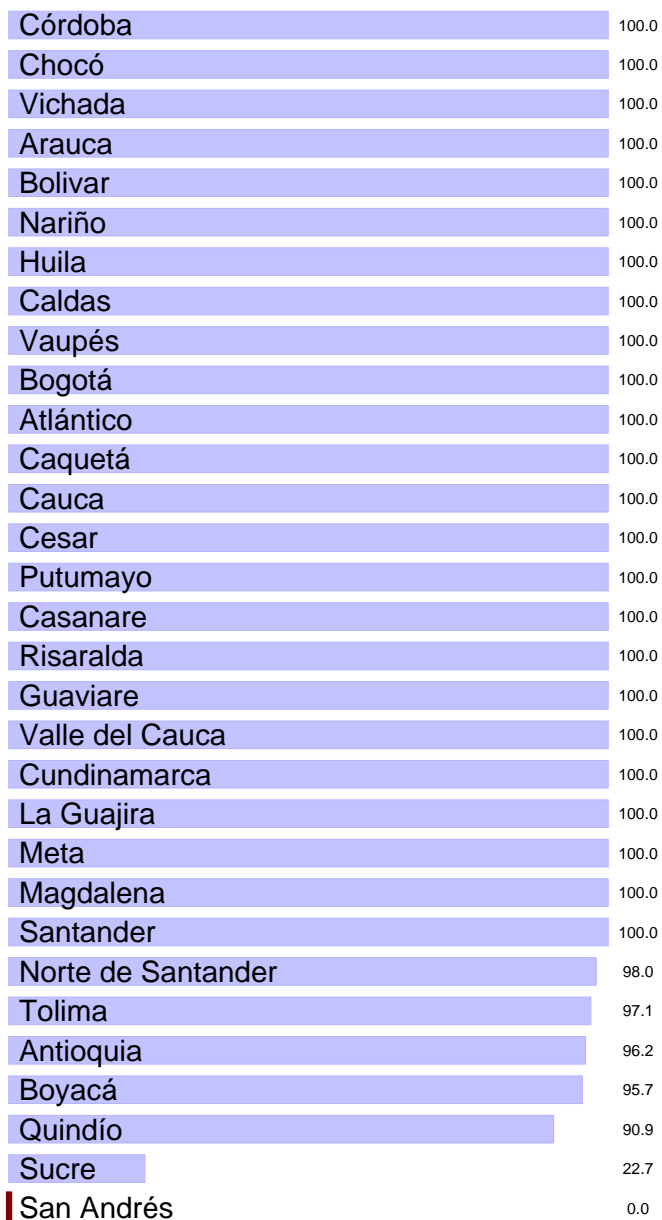 Córdoba 100.0
Chocó 100.0
Vichada 100.0
Arauca 100.0
Bolivar 100.0
Nariño 100.0
Huila 100.0
Caldas 100.0
Vaupés 100.0
Bogotá 100.0
Atlántico 100.0
Caquetá 100.0
Cauca 100.0
Cesar 100.0
Putumayo 100.0
Casanare 100.0
Risaralda 100.0
Guaviare 100.0
Valle del Cauca 100.0
Cundinamarca 100.0
La Guajira 100.0
Meta 100.0
Magdalena 100.0
Santander 100.0
Norte de Santander 98.0
Tolima 97.1
Antioquia 96.2
Boyacá 95.7
Quindío 90.9
Sucre 22.7
San Andrés 0.0